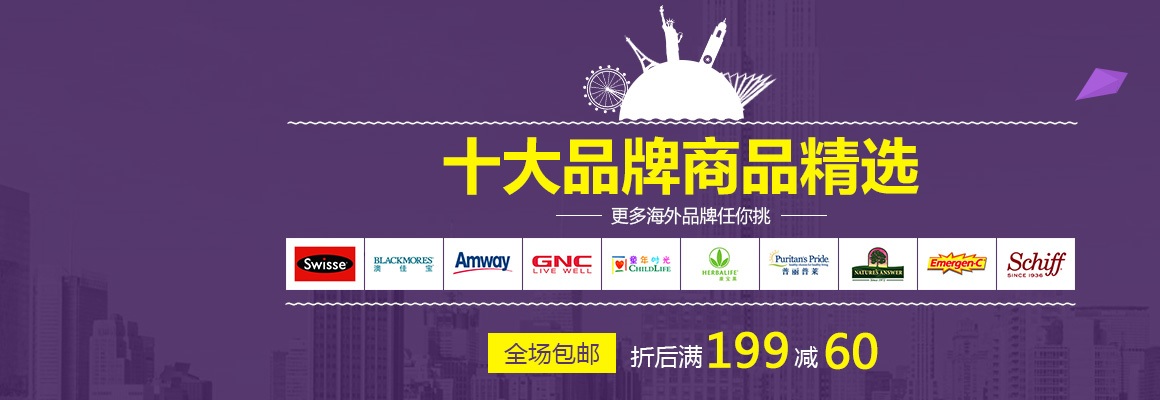 十大品牌商品精选
更多海外品牌任你挑
Swisse BLACKMORES Amway GNC 童年时光 HERBALIFE Puritan's Pride NATURE'S ANSWER Emergen-C Schiff
澳佳宝 LIVE WELL CHILDLIFE 普丽普莱 SINCE 1936
全场包邮 折后满199减60